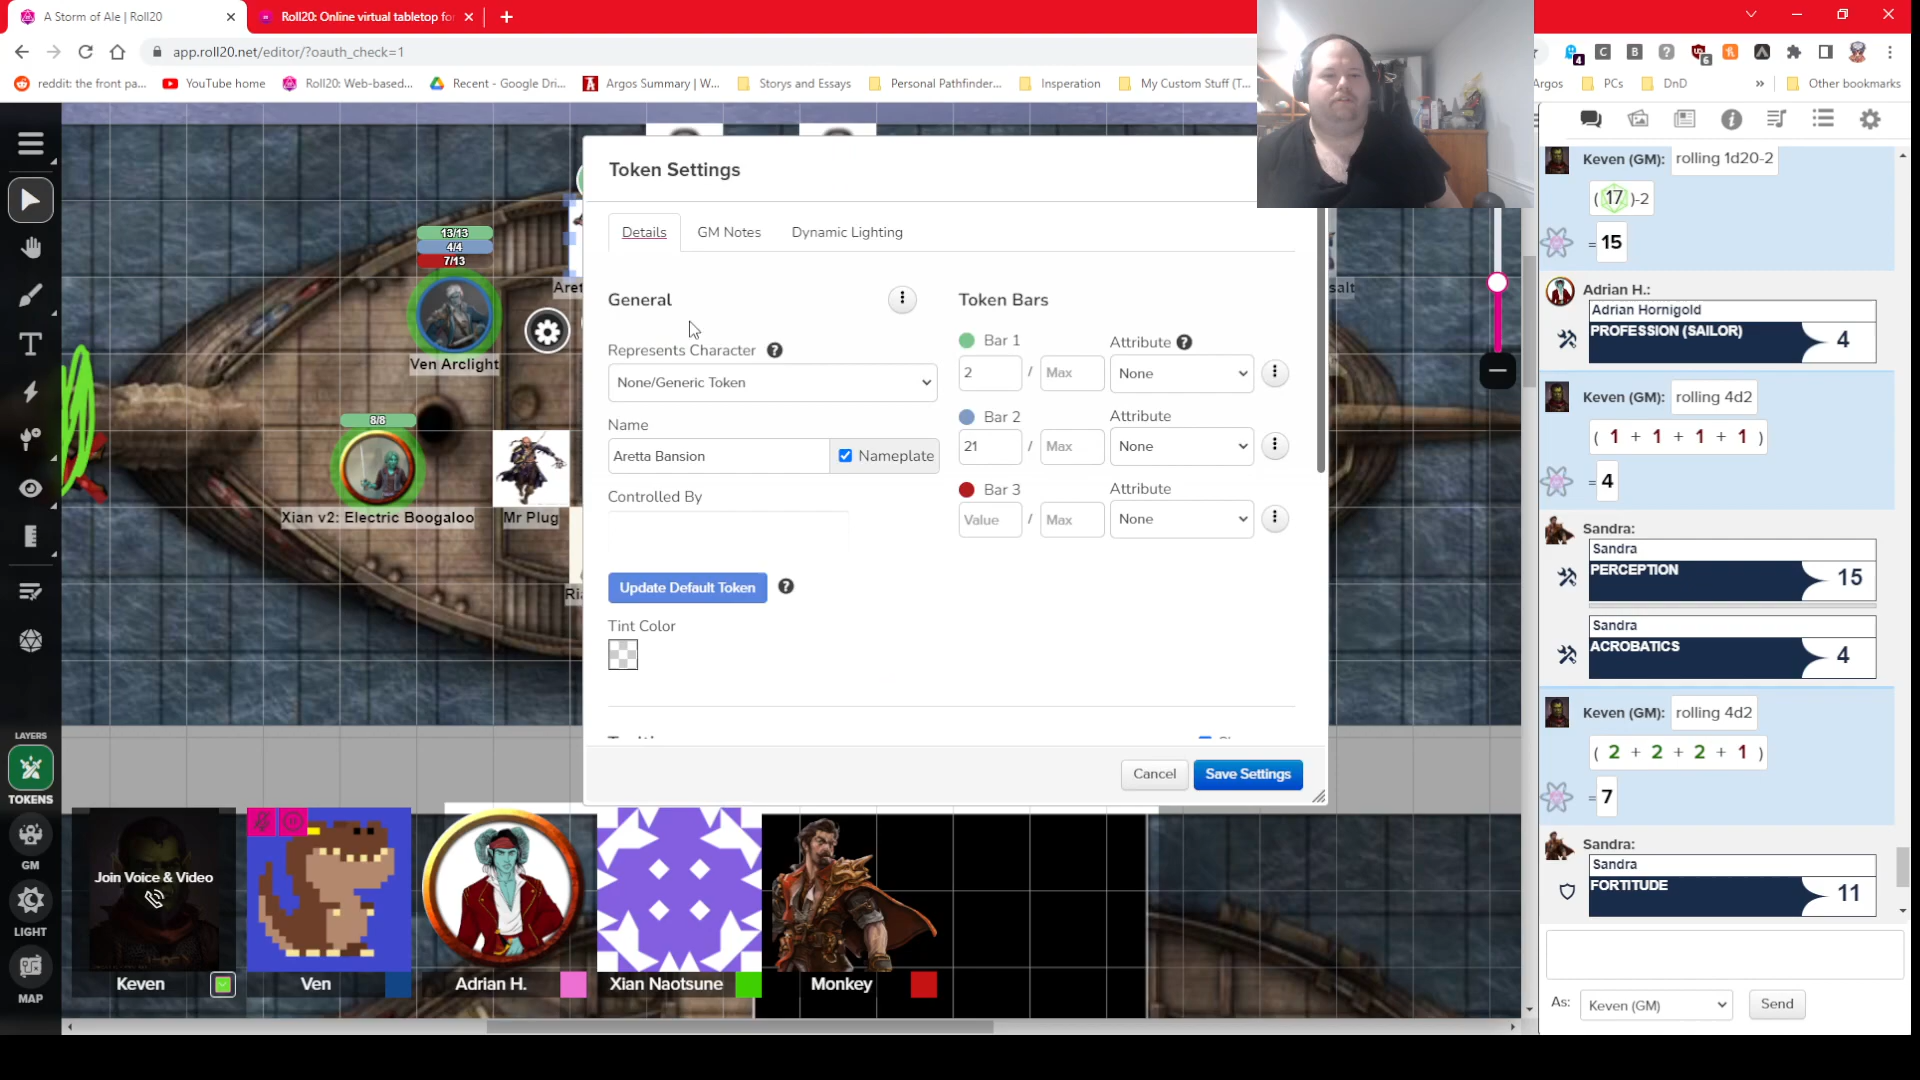 A Storm of Ale | Roll20
Roll20: Online virtual tabletop fo
app.roll20.net/editor/?oauth_check=1
4
6
reddit: the front pa...
YouTube home
Roll20: Web-based...
Recent - Google Dri...
Argos Summary | W...
Storys and Essays
Personal Pathfinder...
Insperation
My Custom Stuff (T...
Argos
PCs
DnD
»
Other bookmarks
Token Settings
Details
GM Notes
Dynamic Lighting
General
Represents Character
None/Generic Token
Name
Aretta Bansion
Nameplate
Controlled By
Update Default Token
Tint Color
Token Bars
Bar 1
Attribute
2 / Max
None
Bar 2
Attribute
21 / Max
None
Bar 3
Attribute
Value / Max
None
Cancel
Save Settings
13/13
4/4
7/13
Ven Arclight
Aret
8/8
Xian v2: Electric Boogaloo
Mr Plug
Ria
salt
LAYERS
TOKENS
GM
LIGHT
MAP
Join Voice & Video
Keven
Ven
Adrian H.
Xian Naotsune
Monkey
Keven (GM): rolling 1d20-2
(17)-2
=15
Adrian H.:
Adrian Hornigold
PROFESSION (SAILOR)
4
Keven (GM): rolling 4d2
(1 + 1 + 1 + 1)
=4
Sandra:
Sandra
PERCEPTION
15
Sandra
ACROBATICS
4
Keven (GM): rolling 4d2
(2 + 2 + 2 + 1)
=7
Sandra:
Sandra
FORTITUDE
11
As:
Keven (GM)
Send